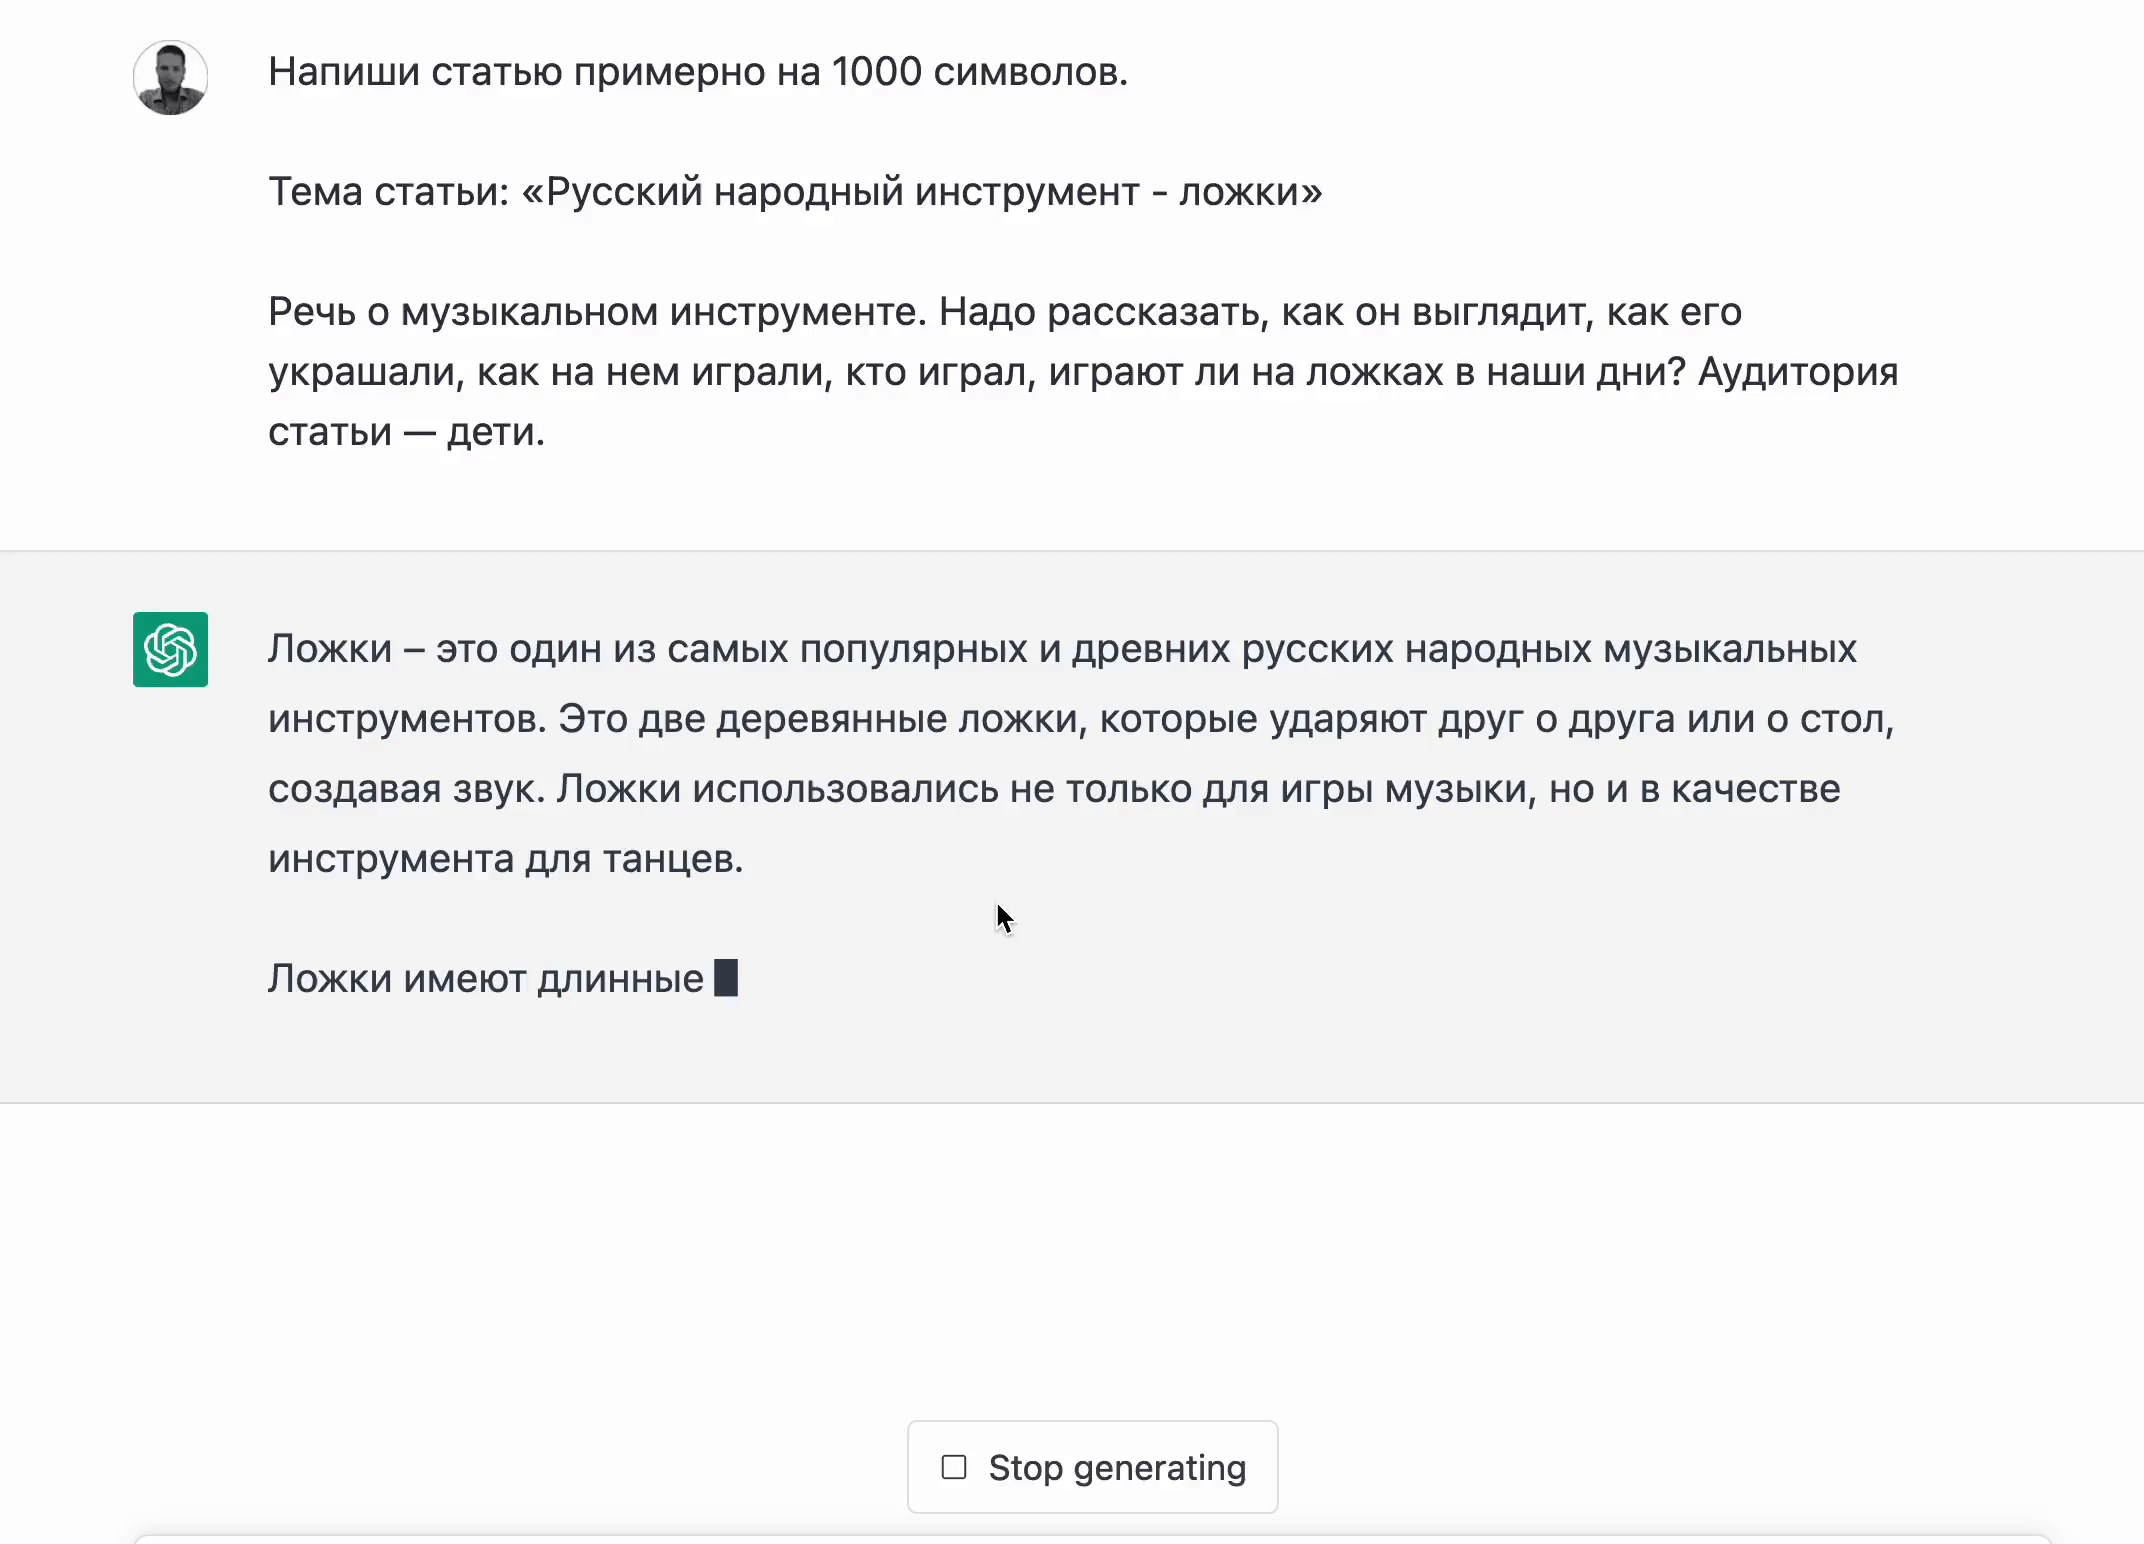 Напиши статью примерно на 1000 символов.
Тема статьи: «Русский народный инструмент - ложки»
Речь о музыкальном инструменте. Надо рассказать, как он выглядит, как его
украшали, как на нем играли, кто играл, играют ли на ложках в наши дни? Аудитория
статьи — дети.
Ложки – это один из самых популярных и древних русских народных музыкальных
инструментов. Это две деревянные ложки, которые ударяют друг о друга или о стол,
создавая звук. Ложки использовались не только для игры музыки, но и в качестве
инструмента для танцев.
Ложки имеют длинные
Stop generating